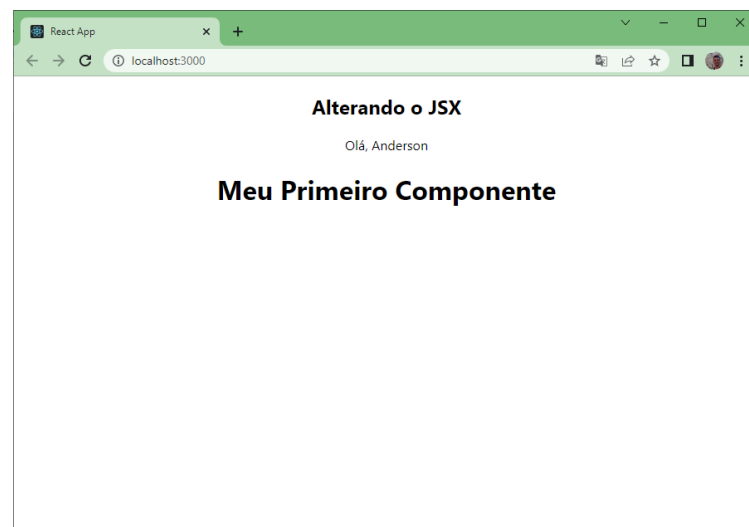 React App
localhost:3000
Alterando o JSX
Olá, Anderson
Meu Primeiro Componente